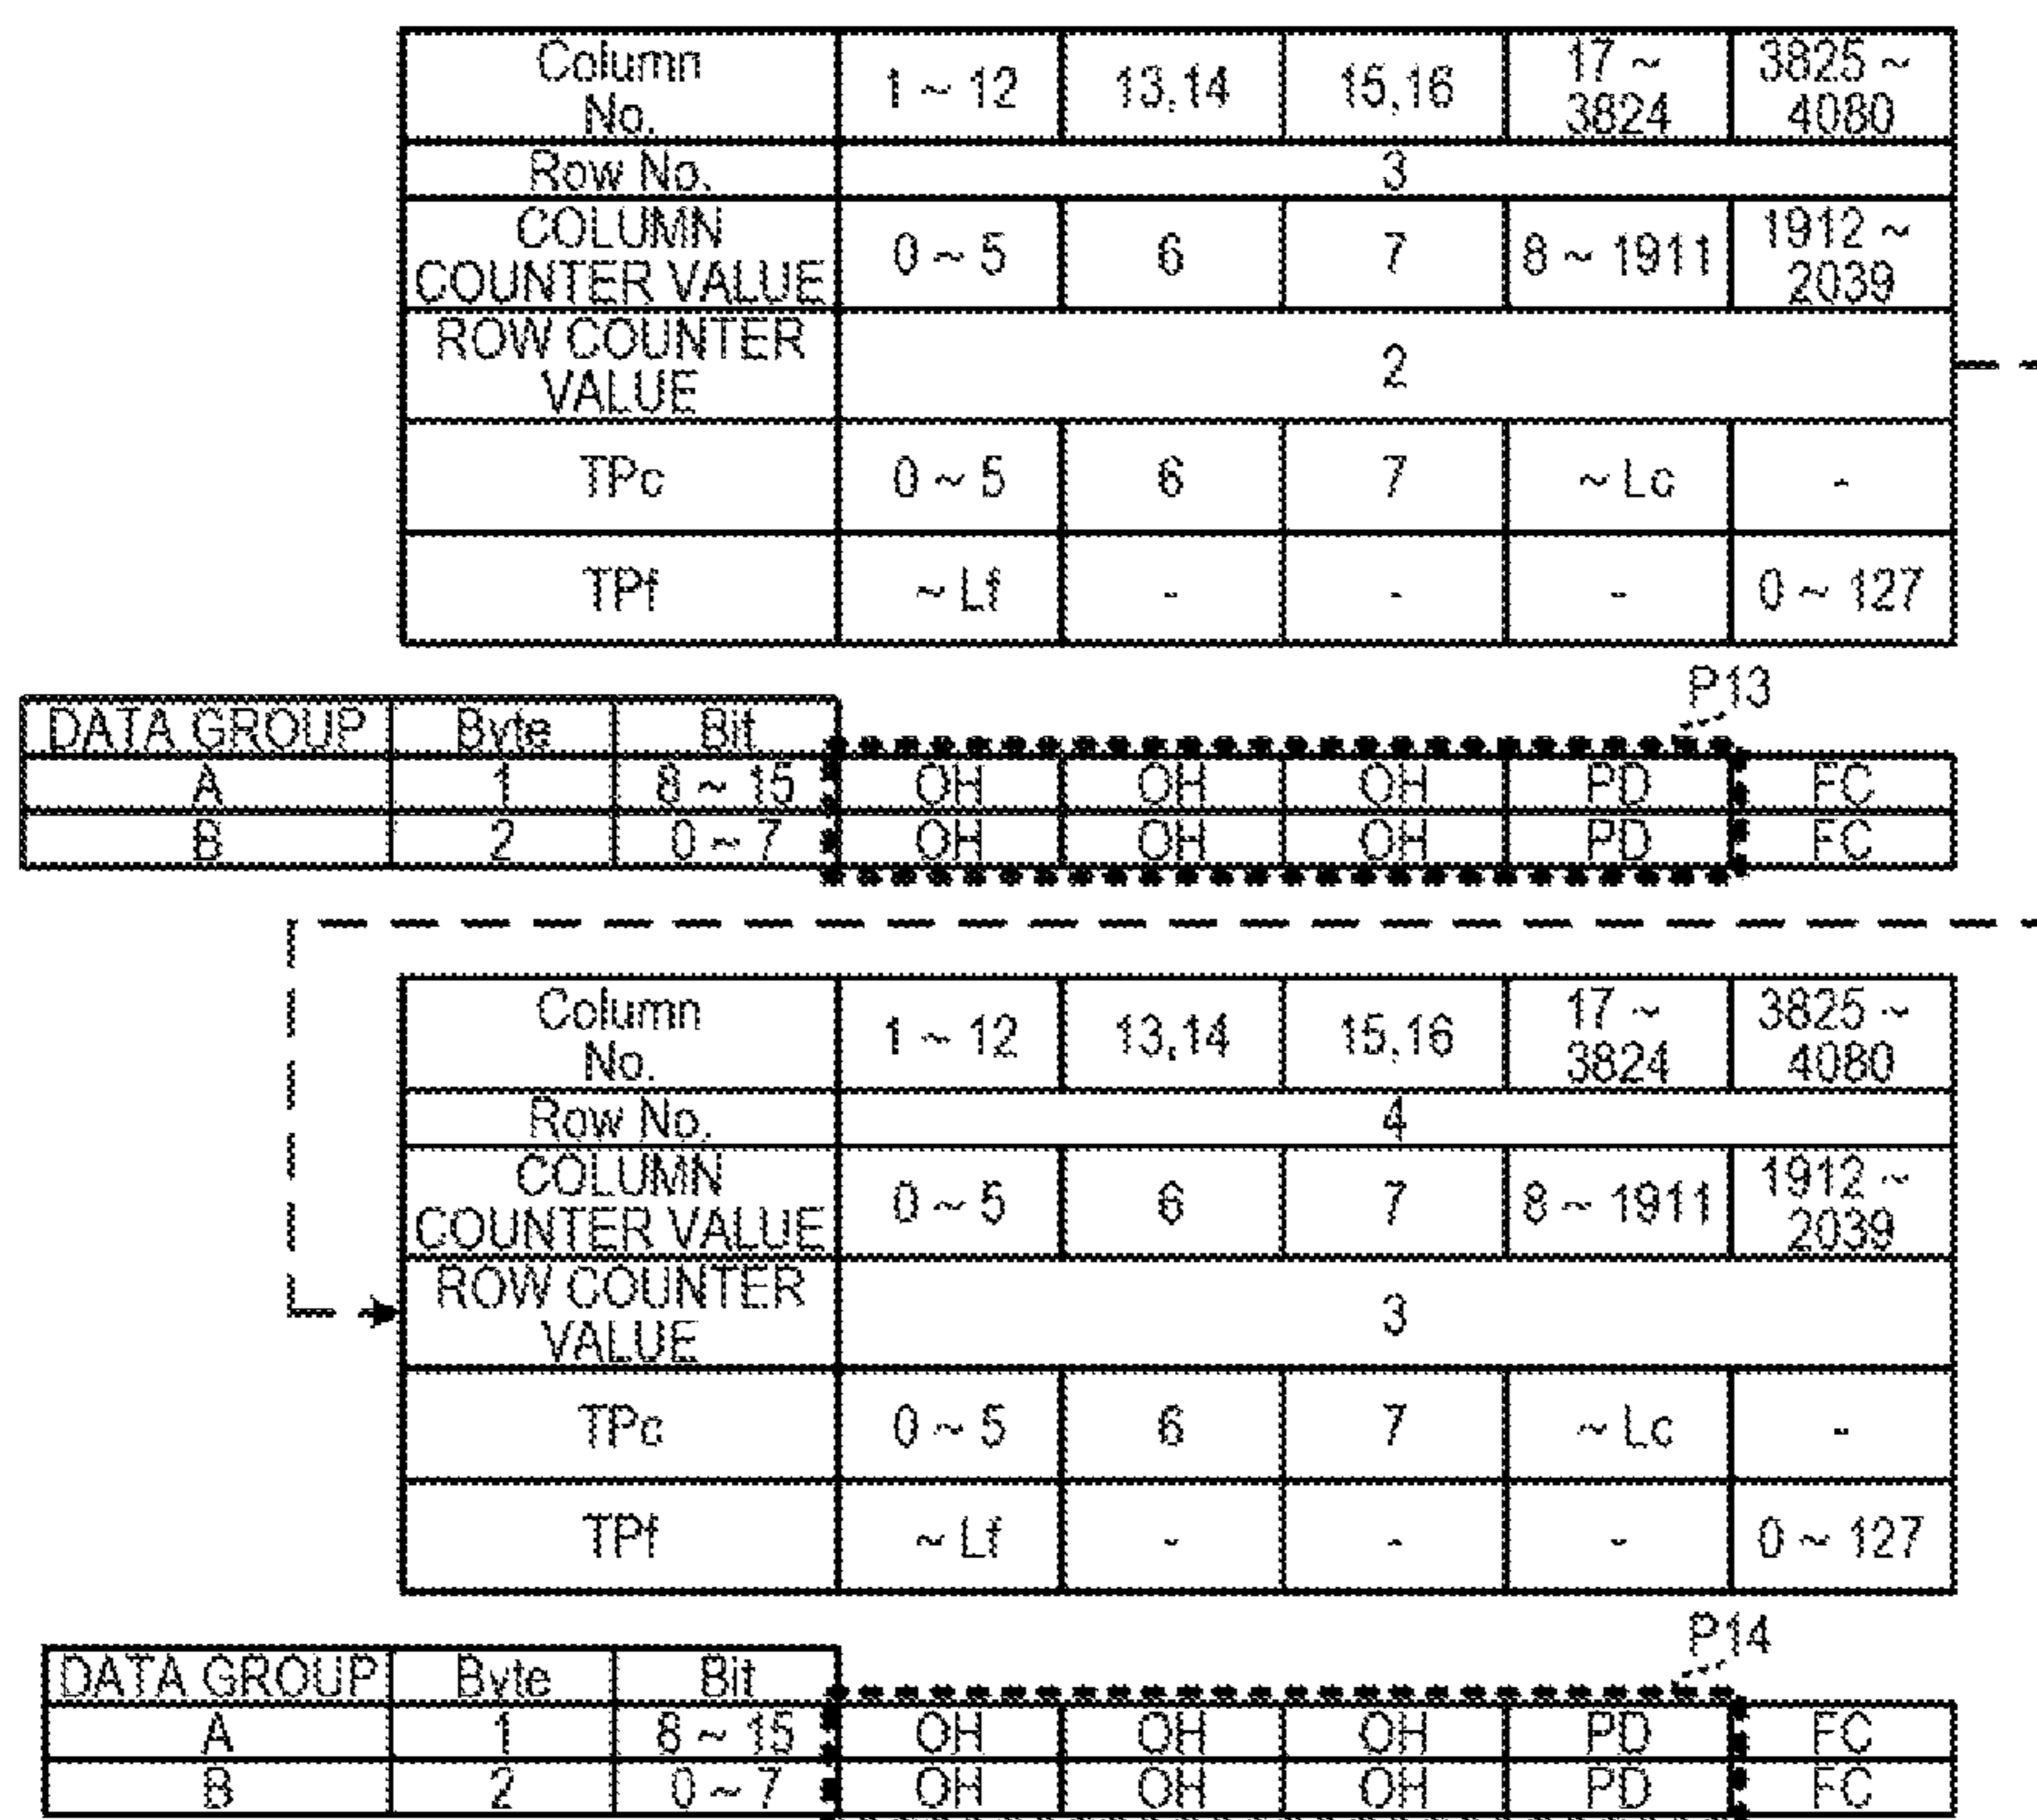 Column No. 1 ~ 12 13,14 15,16 17 ~ 3824 3825 ~ 4080
Row No. 3
COLUMN COUNTER VALUE 0 ~ 5 6 7 8 ~ 1911 1912 ~ 2039
ROW COUNTER VALUE 2
TPc 0 ~ 5 6 7 ~ Lc -
TPf ~ Lf - - - 0 ~ 127
P13
DATA GROUP Byte Bit
A 1 8 ~ 15 OH OH OH PD FC
B 2 0 ~ 7 OH OH OH PD FC
Column No. 1 ~ 12 13,14 15,16 17 ~ 3824 3825 ~ 4080
Row No. 4
COLUMN COUNTER VALUE 0 ~ 5 6 7 8 ~ 1911 1912 ~ 2039
ROW COUNTER VALUE 3
TPc 0 ~ 5 6 7 ~ Lc -
TPf ~ Lf - - - 0 ~ 127
P14
DATA GROUP Byte Bit
A 1 8 ~ 15 OH OH OH PD FC
B 2 0 ~ 7 OH OH OH PD FC